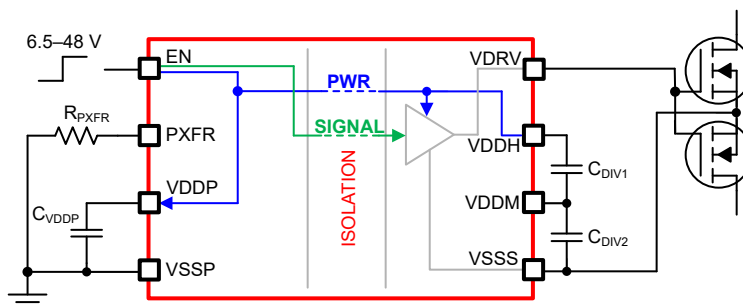 6.5–48 V
EN
VDRV
PWR
RPXFR
PXFR
SIGNAL
VDDH
VDDP
ISOLATION
CDIV1
CVDDP
VDDM
CDIV2
VSSP
VSSS